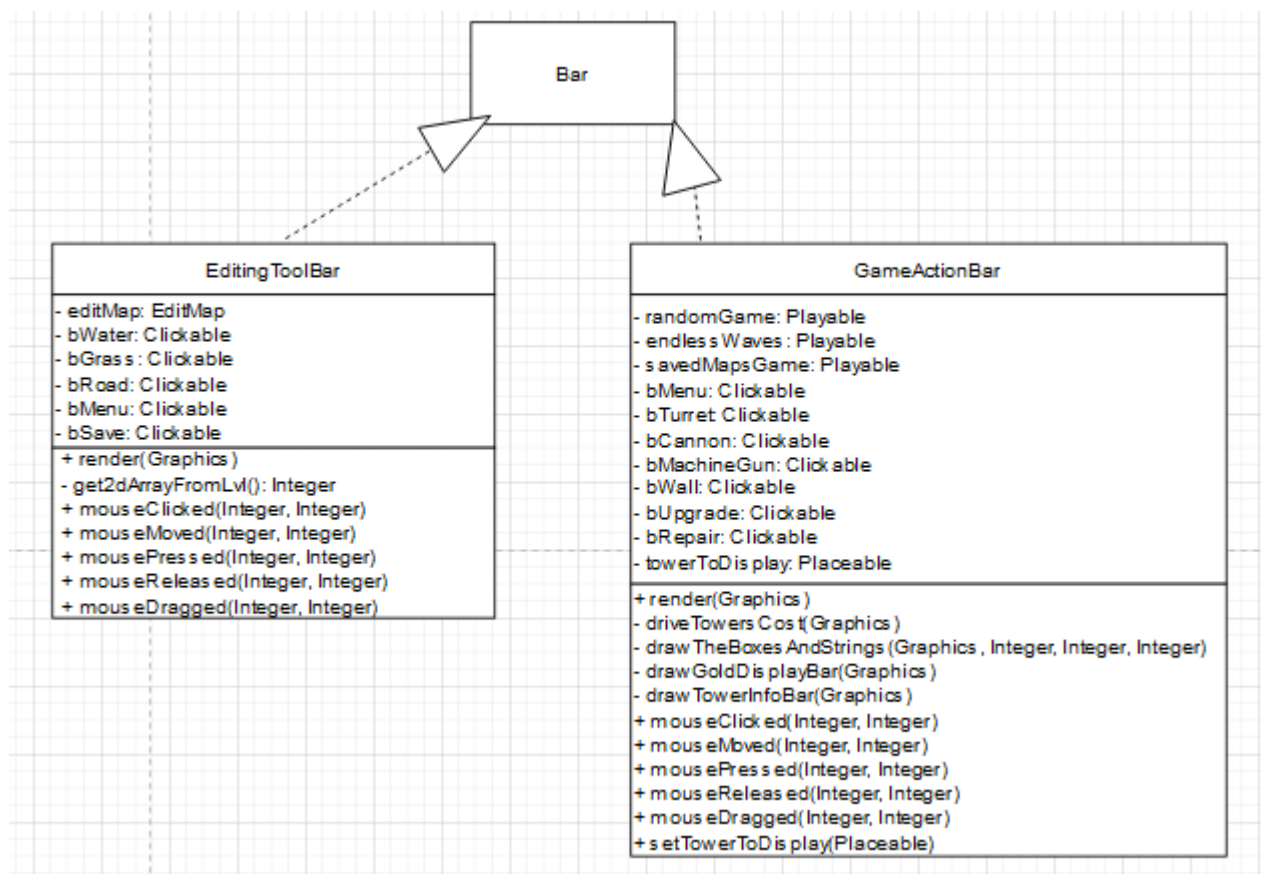 Bar
EditingToolBar
- editMap: EditMap
- bWater: Clickable
- bGrass: Clickable
- bRoad: Clickable
- bMenu: Clickable
- bSave: Clickable
+ render(Graphics)
- get2dArrayFromLvl(): Integer
+ mouseClicked(Integer, Integer)
+ mouseMoved(Integer, Integer)
+ mousePressed(Integer, Integer)
+ mouseReleased(Integer, Integer)
+ mouseDragged(Integer, Integer)
GameActionBar
- randomGame: Playable
- endlessWaves: Playable
- savedMapsGame: Playable
- bMenu: Clickable
- bTurret: Clickable
- bCannon: Clickable
- bMachineGun: Clickable
- bWall: Clickable
- bUpgrade: Clickable
- bRepair: Clickable
- towerToDisplay: Placeable
+ render(Graphics)
- driveTowersCost(Graphics)
- drawTheBoxesAndStrings(Graphics, Integer, Integer, Integer)
- drawGoldDisplayBar(Graphics)
- drawTowerInfoBar(Graphics)
+ mouseClicked(Integer, Integer)
+ mouseMoved(Integer, Integer)
+ mousePressed(Integer, Integer)
+ mouseReleased(Integer, Integer)
+ mouseDragged(Integer, Integer)
+ setTowerToDisplay(Placeable)